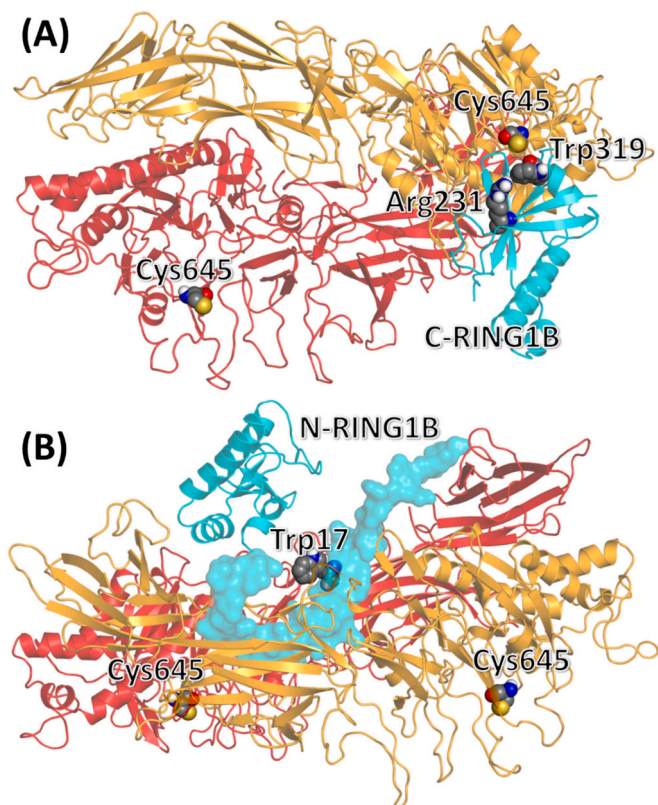 (A)
Cys645
Trp319
Arg231
Cys645
C-RING1B
(B)
N-RING1B
Trp17
Cys645
Cys645